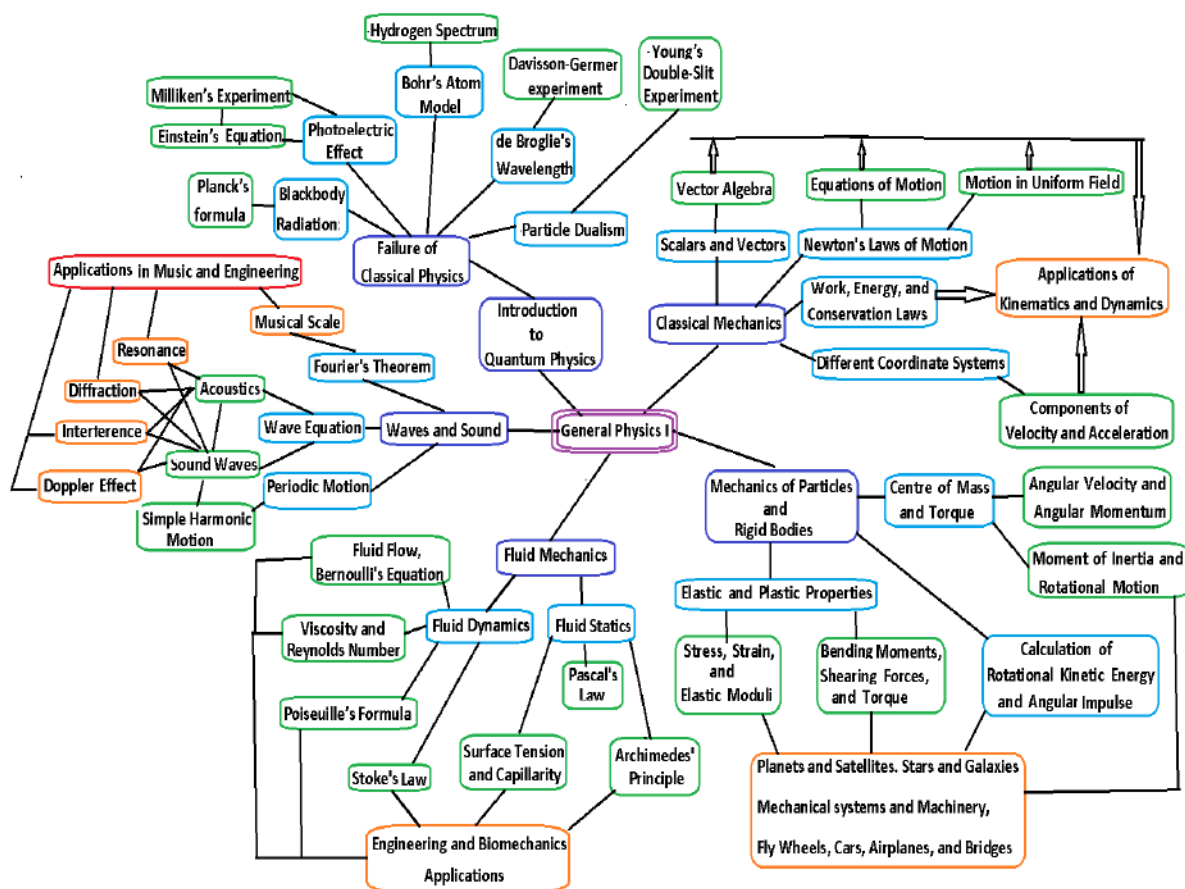 -Hydrogen Spectrum
Milliken's Experiment
Einstein's Equation
Photoelectric
Effect
Bohr's Atom
Model
Davisson-Germer
experiment
-Young's
Double-Slit
Experiment
de Broglie's
Wavelength
Planck's
formula
Blackbody
Radiation:
Particle Dualism
Failure of
Classical Physics
Introduction
to
Quantum Physics
Vector Algebra
Equations of Motion
Motion in Uniform Field
Scalars and Vectors
Newton's Laws of Motion
Classical Mechanics
Work, Energy, and
Conservation Laws
Applications of
Kinematics and Dynamics
Different Coordinate Systems
Components of
Velocity and Acceleration
Applications in Music and Engineering
Musical Scale
Resonance
Fourier's Theorem
Diffraction
Acoustics
Interference
Wave Equation
Waves and Sound
General Physics I
Sound Waves
Doppler Effect
Periodic Motion
Simple Harmonic
Motion
Mechanics of Particles
and
Rigid Bodies
Centre of Mass
and Torque
Angular Velocity and
Angular Momentum
Moment of Inertia and
Rotational Motion
Elastic and Plastic Properties
Stress, Strain,
and
Elastic Moduli
Bending Moments,
Shearing Forces,
and Torque
Calculation of
Rotational Kinetic Energy
and Angular Impulse
Planets and Satellites. Stars and Galaxies
Mechanical systems and Machinery,
Fly Wheels, Cars, Airplanes, and Bridges
Fluid Mechanics
Fluid Flow,
Bernoulli's Equation
Fluid Dynamics
Fluid Statics
Viscosity and
Reynolds Number
Pascal's
Law
Poiseuille's Formula
Stoke's Law
Surface Tension
and Capillarity
Archimedes'
Principle
Engineering and Biomechanics
Applications